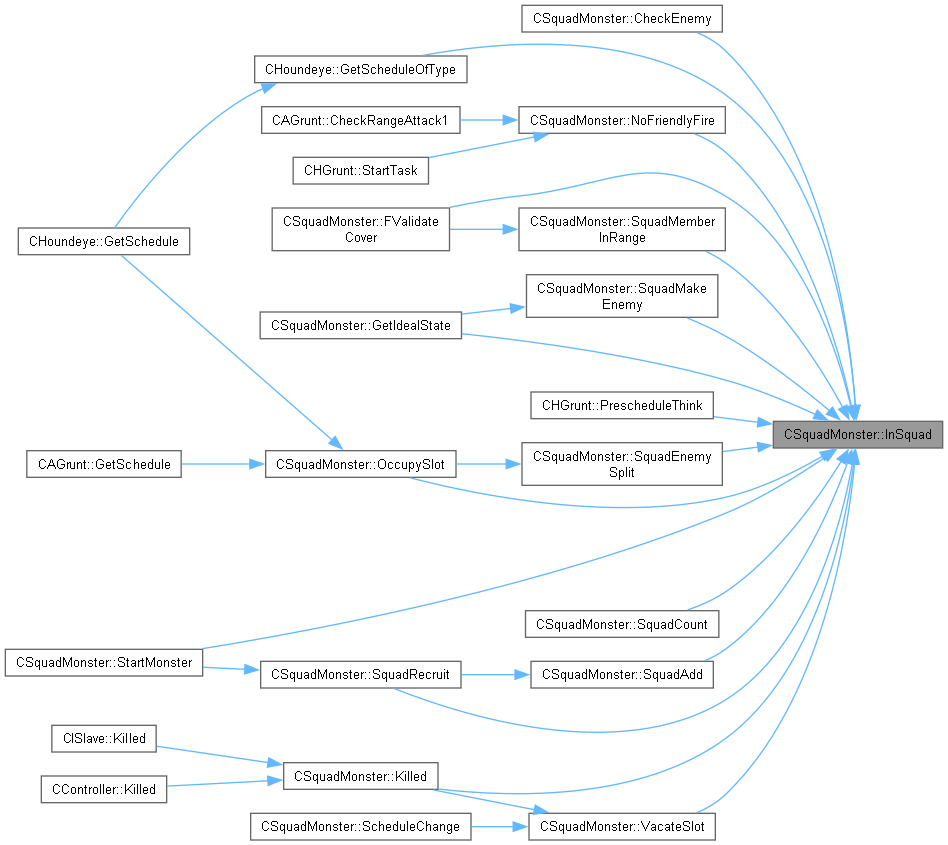 CSquadMonster::CheckEnemy
CHoundeye::GetScheduleOfType
CAGrunt::CheckRangeAttack1
CSquadMonster::NoFriendlyFire
CHGrunt::StartTask
CSquadMonster::FValidate
Cover
CSquadMonster::SquadMember
InRange
CHoundeye::GetSchedule
CSquadMonster::SquadMake
Enemy
CSquadMonster::GetIdealState
CHGrunt::PrescheduleThink
CSquadMonster::InSquad
CAGrunt::GetSchedule
CSquadMonster::OccupySlot
CSquadMonster::SquadEnemy
Split
CSquadMonster::SquadCount
CSquadMonster::StartMonster
CSquadMonster::SquadRecruit
CSquadMonster::SquadAdd
CISlave::Killed
CSquadMonster::Killed
CController::Killed
CSquadMonster::ScheduleChange
CSquadMonster::VacateSlot